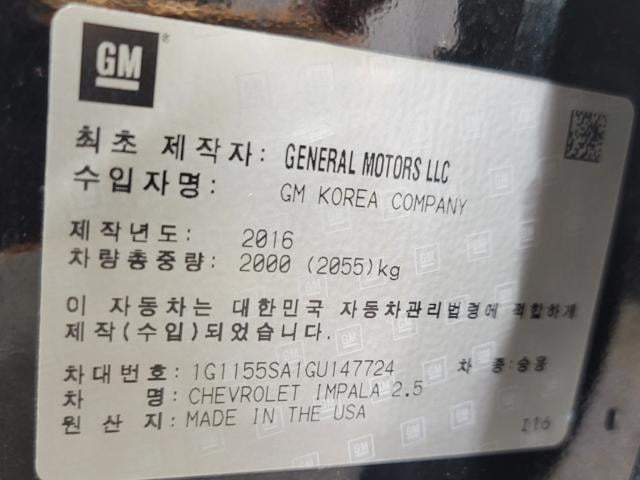 GM
최초 제작자: GENERAL MOTORS LLC
수입자명: GM KOREA COMPANY
제작년도: 2016
차량총중량: 2000 (2055)kg
이 자동차는 대한민국 자동차관리법령에 적합하게
제작(수입)되었습니다.
차대번호: 1G1155SA1GU147724 차 종:승용
차 명: CHEVROLET IMPALA 2.5
원 산 지: MADE IN THE USA
I16